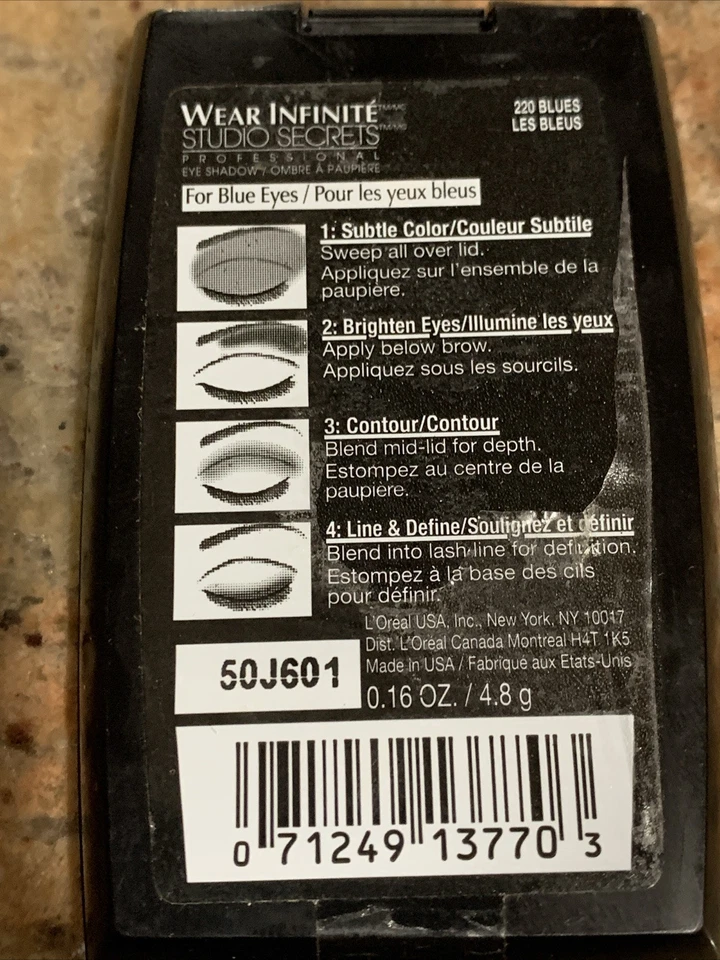 WEAR INFINITÉ™/MC
STUDIO SECRETS™/MC
PROFESSIONAL
EYE SHADOW / OMBRE À PAUPIÈRE
220 BLUES
LES BLEUS
For Blue Eyes / Pour les yeux bleus
1: Subtle Color/Couleur Subtile
Sweep all over lid.
Appliquez sur l'ensemble de la
paupière.
2: Brighten Eyes/Illumine les yeux
Apply below brow.
Appliquez sous les sourcils.
3: Contour/Contour
Blend mid-lid for depth.
Estompez au centre de la
paupière.
4: Line & Define/Soulignez et définir
Blend into lash line for definition.
Estompez à la base des cils
pour définir.
L'Oréal USA, Inc., New York, NY 10017
Dist. L'Oréal Canada Montreal H4T 1K5
Made in USA / Fabriqué aux Etats-Unis
50J601
0.16 OZ. / 4.8 g
0 71249 13770 3